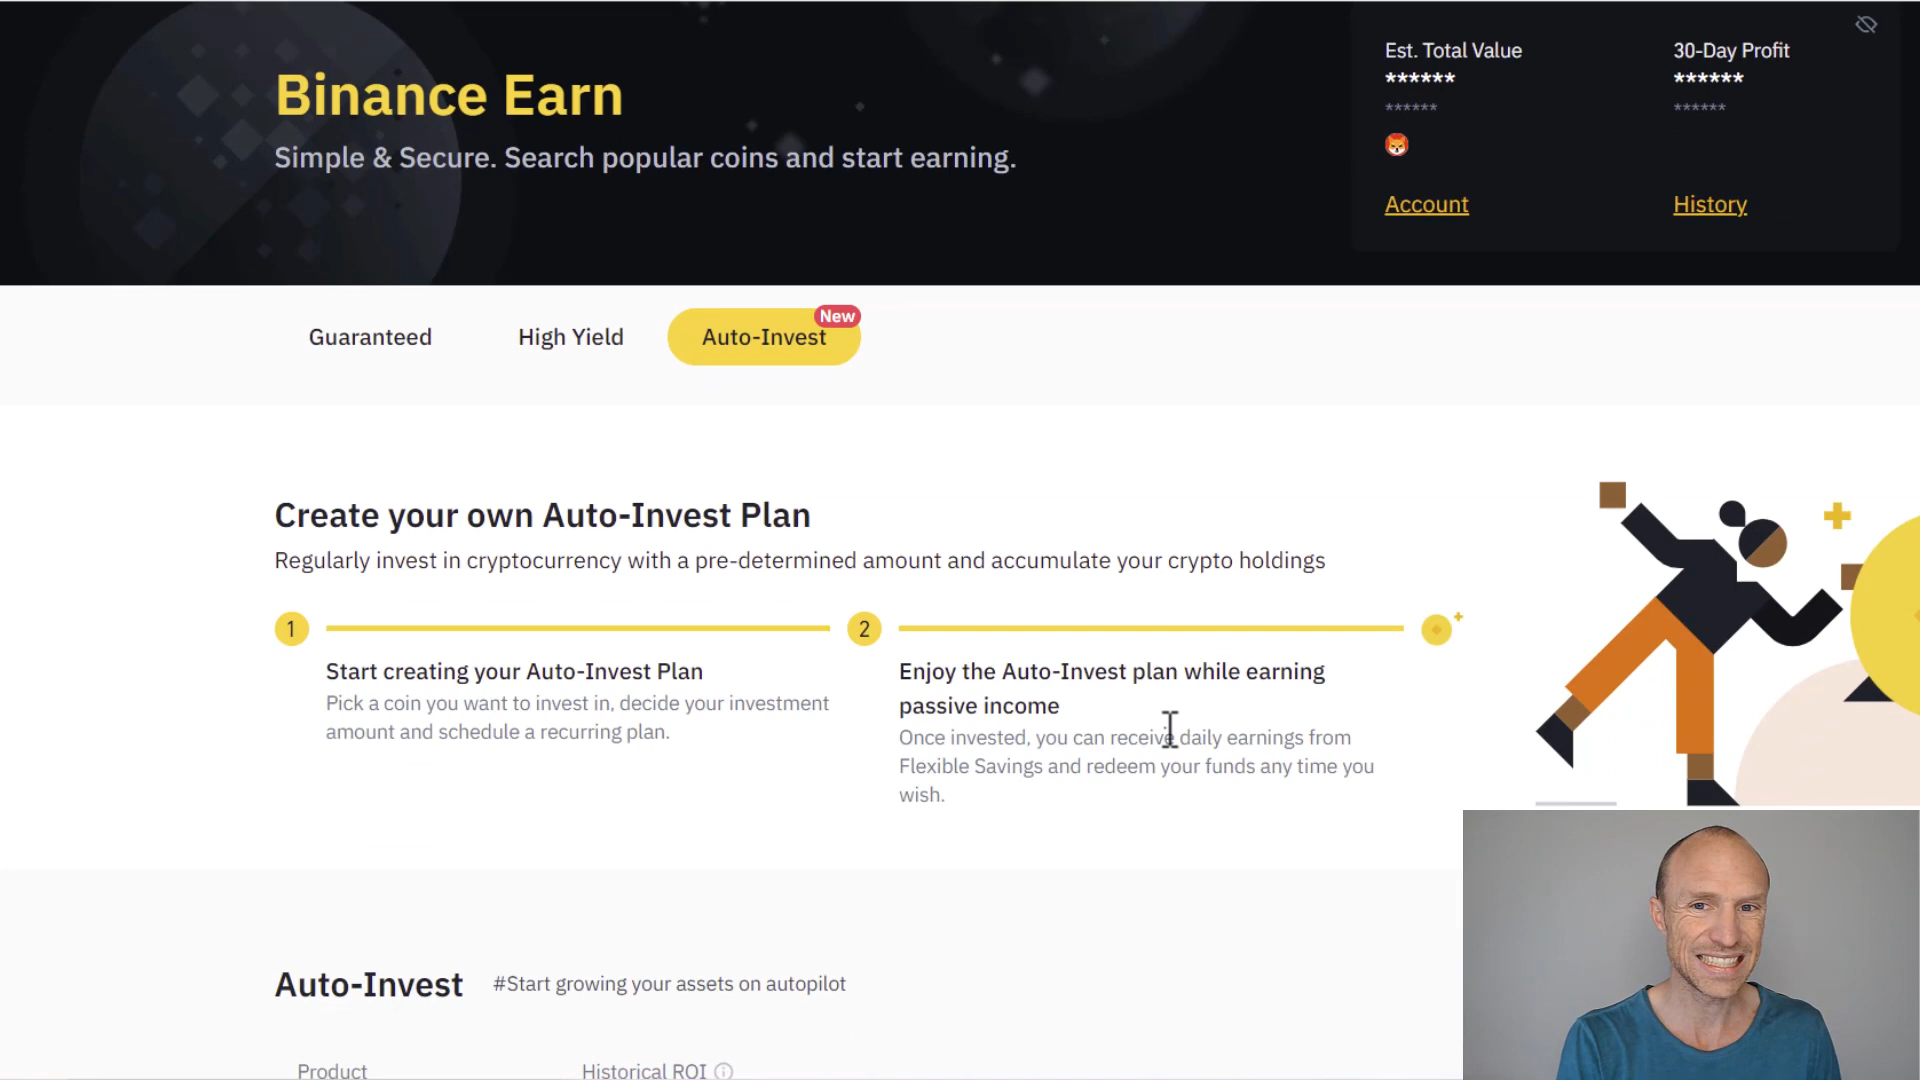 Binance Earn
Simple & Secure. Search popular coins and start earning.
Est. Total Value
30-Day Profit
******
******
******
******
Account
History
Guaranteed
High Yield
Auto-Invest
New
Create your own Auto-Invest Plan
Regularly invest in cryptocurrency with a pre-determined amount and accumulate your crypto holdings
1
2
Start creating your Auto-Invest Plan
Pick a coin you want to invest in, decide your investment
amount and schedule a recurring plan.
Enjoy the Auto-Invest plan while earning
passive income
Once invested, you can receive daily earnings from
Flexible Savings and redeem your funds any time you
wish.
Auto-Invest
#Start growing your assets on autopilot
Product
Historical ROI